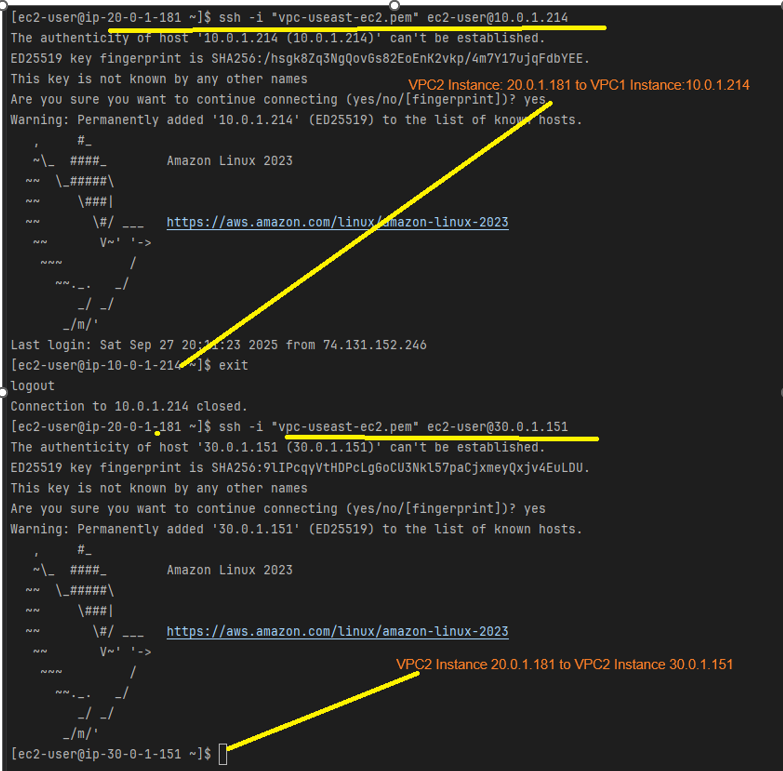 [ec2-user@ip-20-0-1-181 ~]$ ssh -i "vpc-useast-ec2.pem" ec2-user@10.0.1.214
The authenticity of host '10.0.1.214 (10.0.1.214)' can't be established.
ED25519 key fingerprint is SHA256:/hsgk8Zq3NgQovGs82EoEnK2vkp/4m7Y17ujqFdbYEE.
This key is not known by any other names
VPC2 Instance: 20.0.1.181 to VPC1 Instance:10.0.1.214
Are you sure you want to continue connecting (yes/no/[fingerprint])? yes
Warning: Permanently added '10.0.1.214' (ED25519) to the list of known hosts.
   ,     #_
   ~\_  ####_        Amazon Linux 2023
  ~~  \_#####\
  ~~     \###|
  ~~       \#/ ___   https://aws.amazon.com/linux/amazon-linux-2023
   ~~       V~' '->
    ~~~         /
      ~~._.   _/
         _/ _/
       _/m/'
Last login: Sat Sep 27 20:11:23 2025 from 74.131.152.246
[ec2-user@ip-10-0-1-214 ~]$ exit
logout
Connection to 10.0.1.214 closed.
[ec2-user@ip-20-0-1-181 ~]$ ssh -i "vpc-useast-ec2.pem" ec2-user@30.0.1.151
The authenticity of host '30.0.1.151 (30.0.1.151)' can't be established.
ED25519 key fingerprint is SHA256:9lIPcqyVtHDPcLgGoCU3Nkl57paCjxmeyQxjv4EuLDU.
This key is not known by any other names
Are you sure you want to continue connecting (yes/no/[fingerprint])? yes
Warning: Permanently added '30.0.1.151' (ED25519) to the list of known hosts.
   ,     #_
   ~\_  ####_        Amazon Linux 2023
  ~~  \_#####\
  ~~     \###|
  ~~       \#/ ___   https://aws.amazon.com/linux/amazon-linux-2023
   ~~       V~' '->
VPC2 Instance 20.0.1.181 to VPC2 Instance 30.0.1.151
    ~~~         /
      ~~._.   _/
         _/ _/
       _/m/'
[ec2-user@ip-30-0-1-151 ~]$